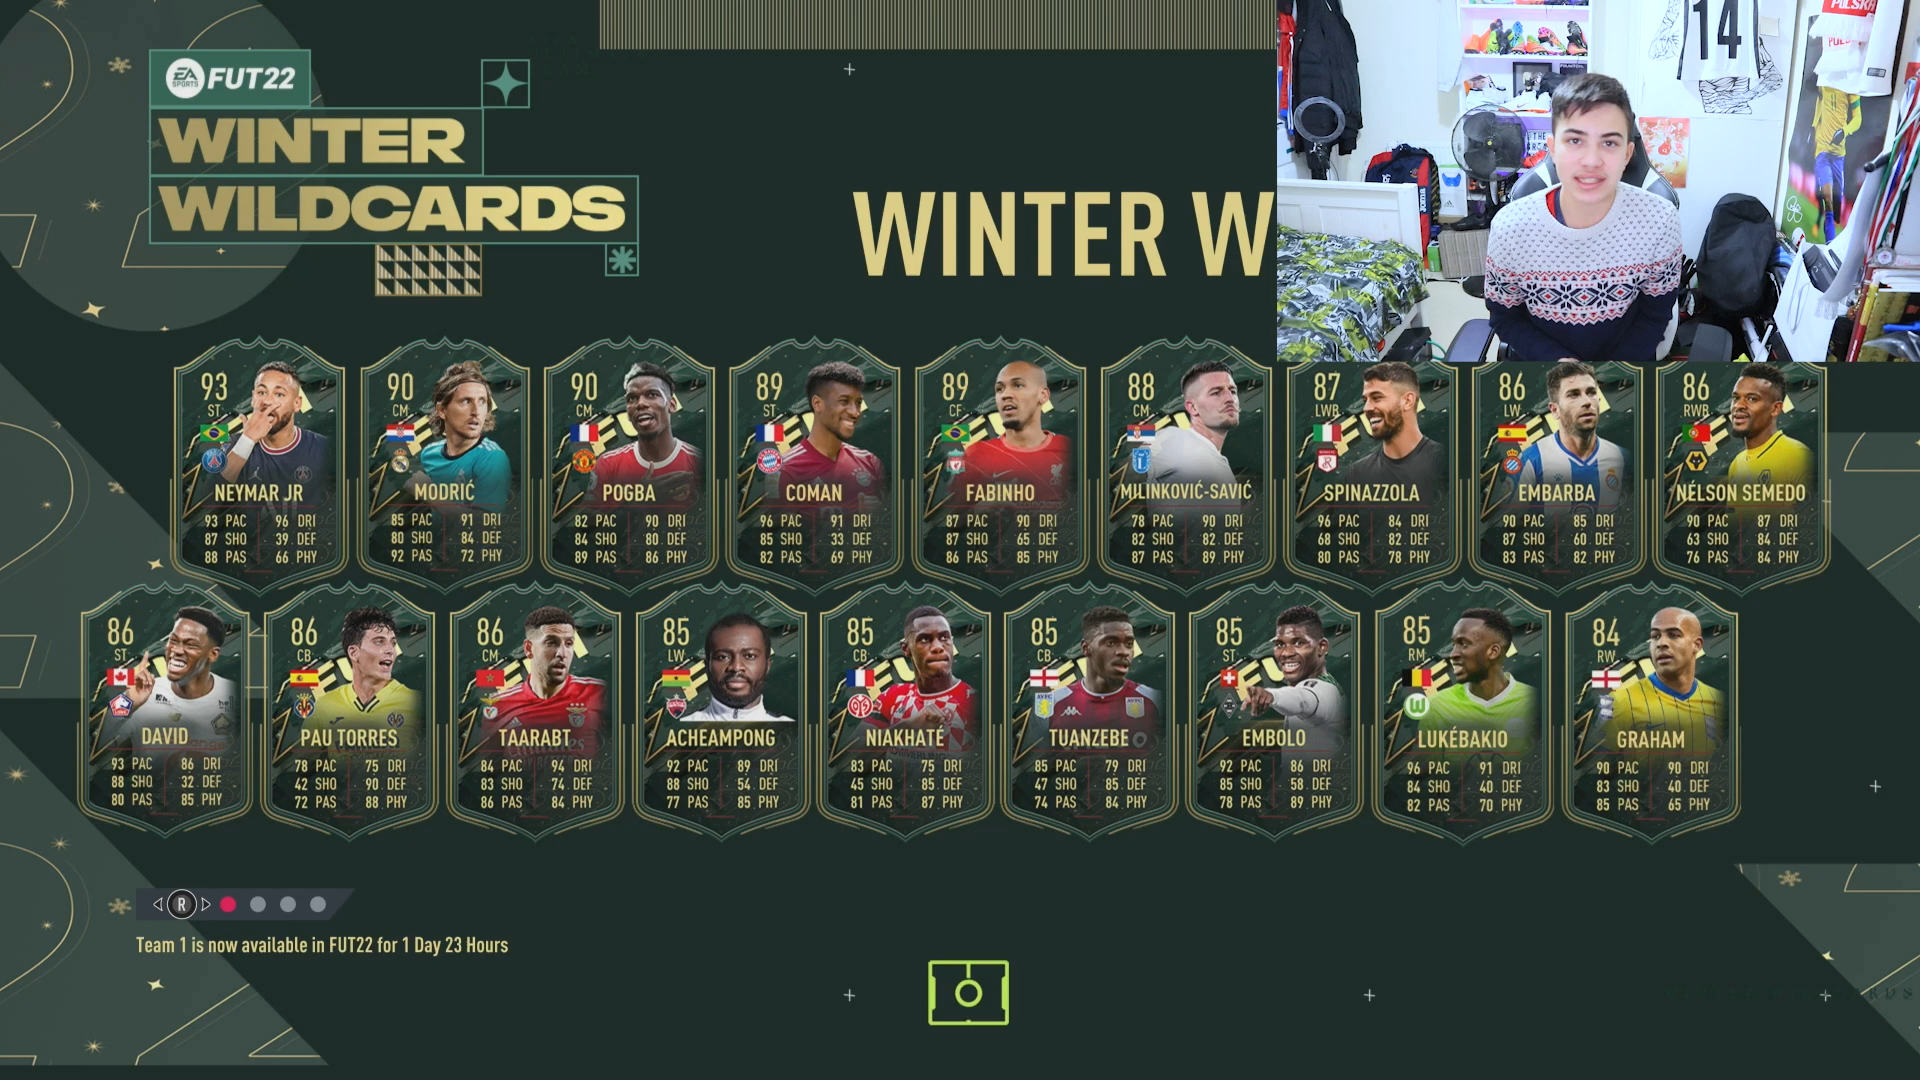 EA SPORTS FUT22
WINTER
WILDCARDS
WINTER W
14
POLSKA
93 ST NEYMAR JR
93 PAC 96 DRI
87 SHO 39 DEF
88 PAS 66 PHY
90 CM MODRIĆ
85 PAC 91 DRI
80 SHO 84 DEF
92 PAS 72 PHY
90 CM POGBA
82 PAC 90 DRI
84 SHO 80 DEF
89 PAS 86 PHY
89 ST COMAN
96 PAC 91 DRI
85 SHO 33 DEF
82 PAS 69 PHY
89 CF FABINHO
87 PAC 90 DRI
87 SHO 65 DEF
86 PAS 85 PHY
88 CM MILINKOVIĆ-SAVIĆ
78 PAC 90 DRI
82 SHO 82 DEF
87 PAS 89 PHY
87 LWB SPINAZZOLA
96 PAC 84 DRI
68 SHO 82 DEF
80 PAS 78 PHY
86 LW EMBARBA
90 PAC 85 DRI
87 SHO 60 DEF
83 PAS 82 PHY
86 RWB NÉLSON SEMEDO
90 PAC 87 DRI
63 SHO 84 DEF
76 PAS 84 PHY
86 ST DAVID
93 PAC 86 DRI
88 SHO 32 DEF
80 PAS 85 PHY
86 CB PAU TORRES
78 PAC 75 DRI
42 SHO 90 DEF
72 PAS 88 PHY
86 CM TAARABT
84 PAC 94 DRI
83 SHO 74 DEF
86 PAS 84 PHY
85 LW ACHEAMPONG
92 PAC 89 DRI
88 SHO 54 DEF
77 PAS 85 PHY
85 CB NIAKHATÉ
83 PAC 75 DRI
45 SHO 85 DEF
81 PAS 87 PHY
85 CB TUANZEBE
85 PAC 79 DRI
47 SHO 85 DEF
74 PAS 84 PHY
85 ST EMBOLO
92 PAC 86 DRI
85 SHO 58 DEF
78 PAS 89 PHY
85 RM LUKÉBAKIO
96 PAC 91 DRI
84 SHO 40 DEF
82 PAS 70 PHY
84 RW GRAHAM
90 PAC 90 DRI
83 SHO 40 DEF
85 PAS 65 PHY
R
Team 1 is now available in FUT22 for 1 Day 23 Hours